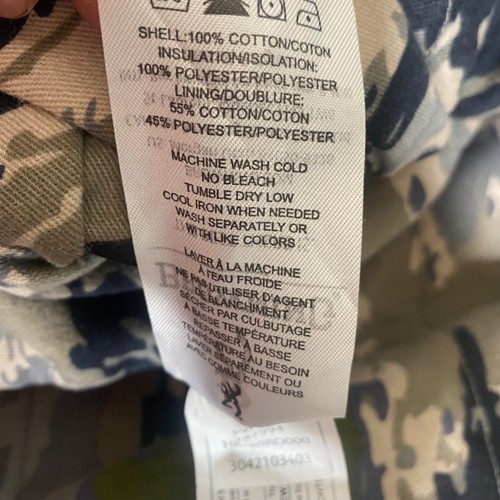 SHELL:100% COTTON/COTON
INSULATION/ISOLATION:
100% POLYESTER/POLYESTER
LINING/DOUBLURE:
55% COTTON/COTON
45% POLYESTER/POLYESTER
MACHINE WASH COLD
NO BLEACH
TUMBLE DRY LOW
COOL IRON WHEN NEEDED
WASH SEPARATELY OR
WITH LIKE COLORS
LAVER À LA MACHINE
À L'EAU FROIDE
NE PAS UTILISER D'AGENT
DE BLANCHIMENT
SÉCHER PAR CULBUTAGE
À BASSE TEMPÉRATURE
REPASSER À BASSE
TEMPÉRATURE AU BESOIN
LAVER SÉPARÉMENT OU
AVEC COMME COULEURS
3042103403